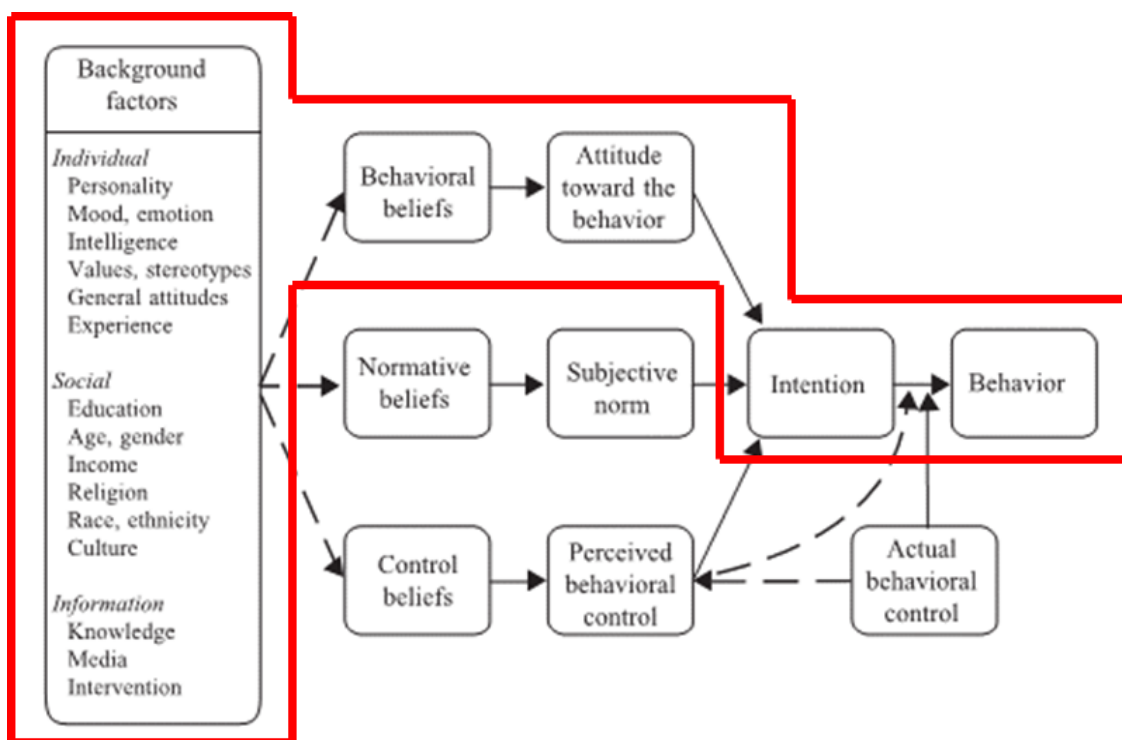 Background
factors
Individual
Personality
Mood, emotion
Intelligence
Values, stereotypes
General attitudes
Experience
Social
Education
Age, gender
Income
Religion
Race, ethnicity
Culture
Information
Knowledge
Media
Intervention
Behavioral
beliefs
Attitude
toward the
behavior
Normative
beliefs
Subjective
norm
Intention
Behavior
Control
beliefs
Perceived
behavioral
control
Actual
behavioral
control